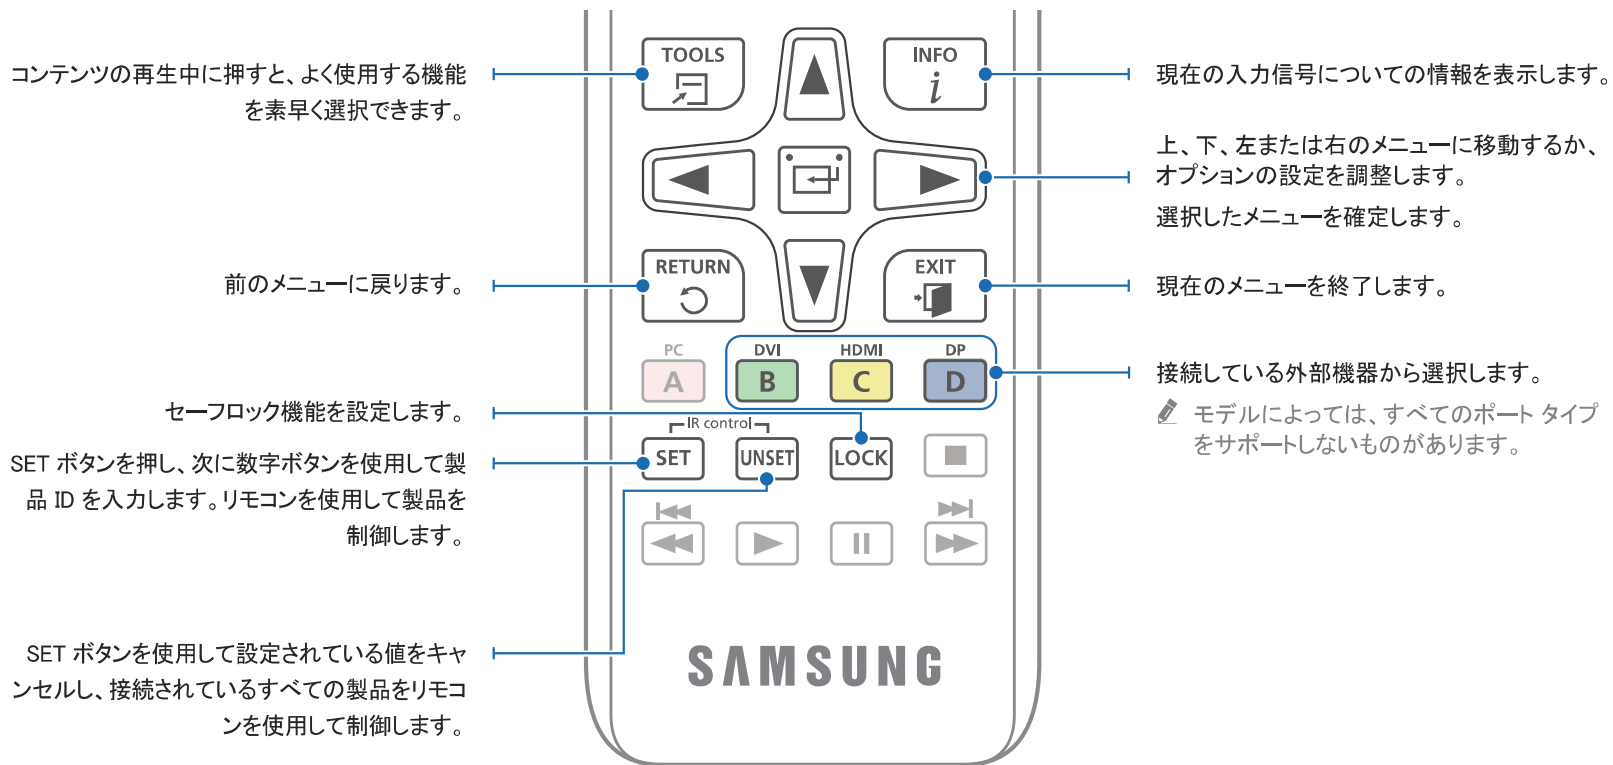 コンテンツの再生中に押すと、よく使用する機能
を素早く選択できます。
前のメニューに戻ります。
セーフロック機能を設定します。
SET ボタンを押し、次に数字ボタンを使用して製
品 ID を入力します。リモコンを使用して製品を
制御します。
SET ボタンを使用して設定されている値をキャ
ンセルし、接続されているすべての製品をリモコ
ンを使用して制御します。
TOOLS
INFO
i
RETURN
EXIT
PC
DVI
HDMI
DP
A
B
C
D
IR control
SET
UNSET
LOCK
SAMSUNG
現在の入力信号についての情報を表示します。
上、下、左または右のメニューに移動するか、
オプションの設定を調整します。
選択したメニューを確定します。
現在のメニューを終了します。
接続している外部機器から選択します。
モデルによっては、すべてのポート タイプ
をサポートしないものがあります。